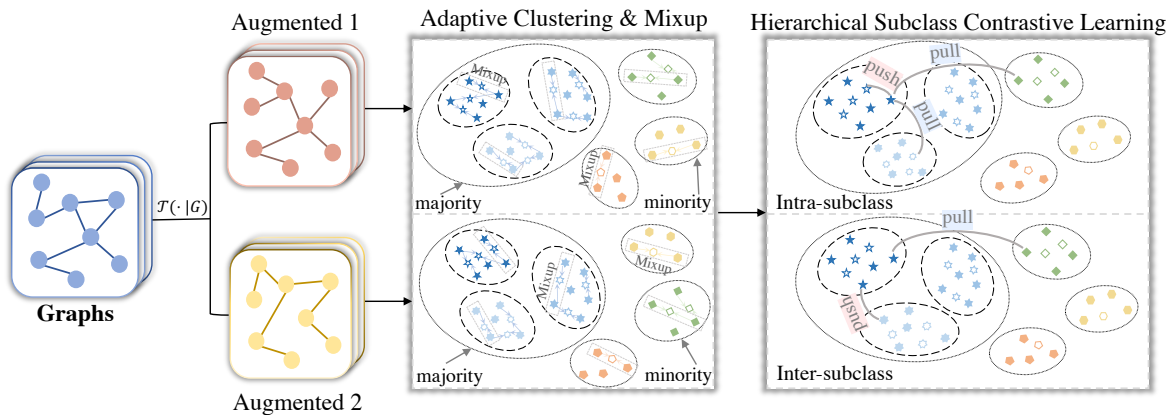 Augmented 1
Adaptive Clustering & Mixup
Hierarchical Subclass Contrastive Learning
Graphs
𝒯(· |G)
Augmented 2
Mixup
Mixup
majority
minority
Mixup
Mixup
majority
minority
push
pull
pull
Intra-subclass
pull
push
Inter-subclass